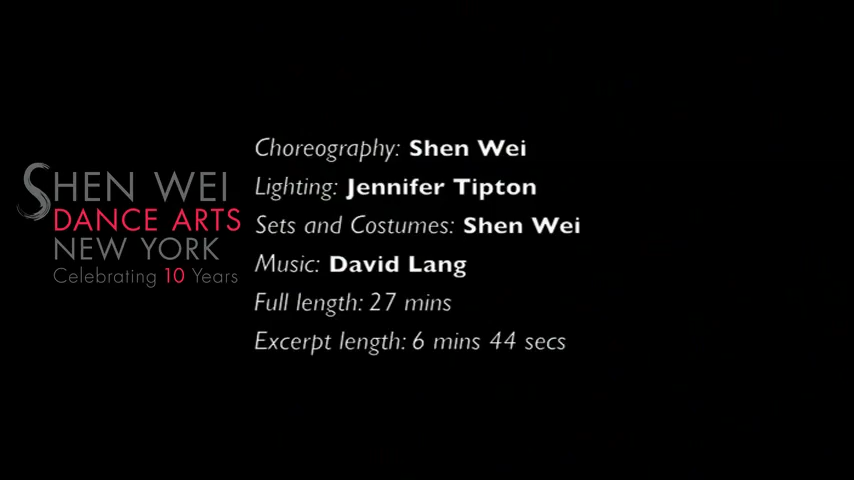 SHEN WEI
DANCE ARTS
NEW YORK
Celebrating 10 Years
Choreography: Shen Wei
Lighting: Jennifer Tipton
Sets and Costumes: Shen Wei
Music: David Lang
Full length: 27 mins
Excerpt length: 6 mins 44 secs